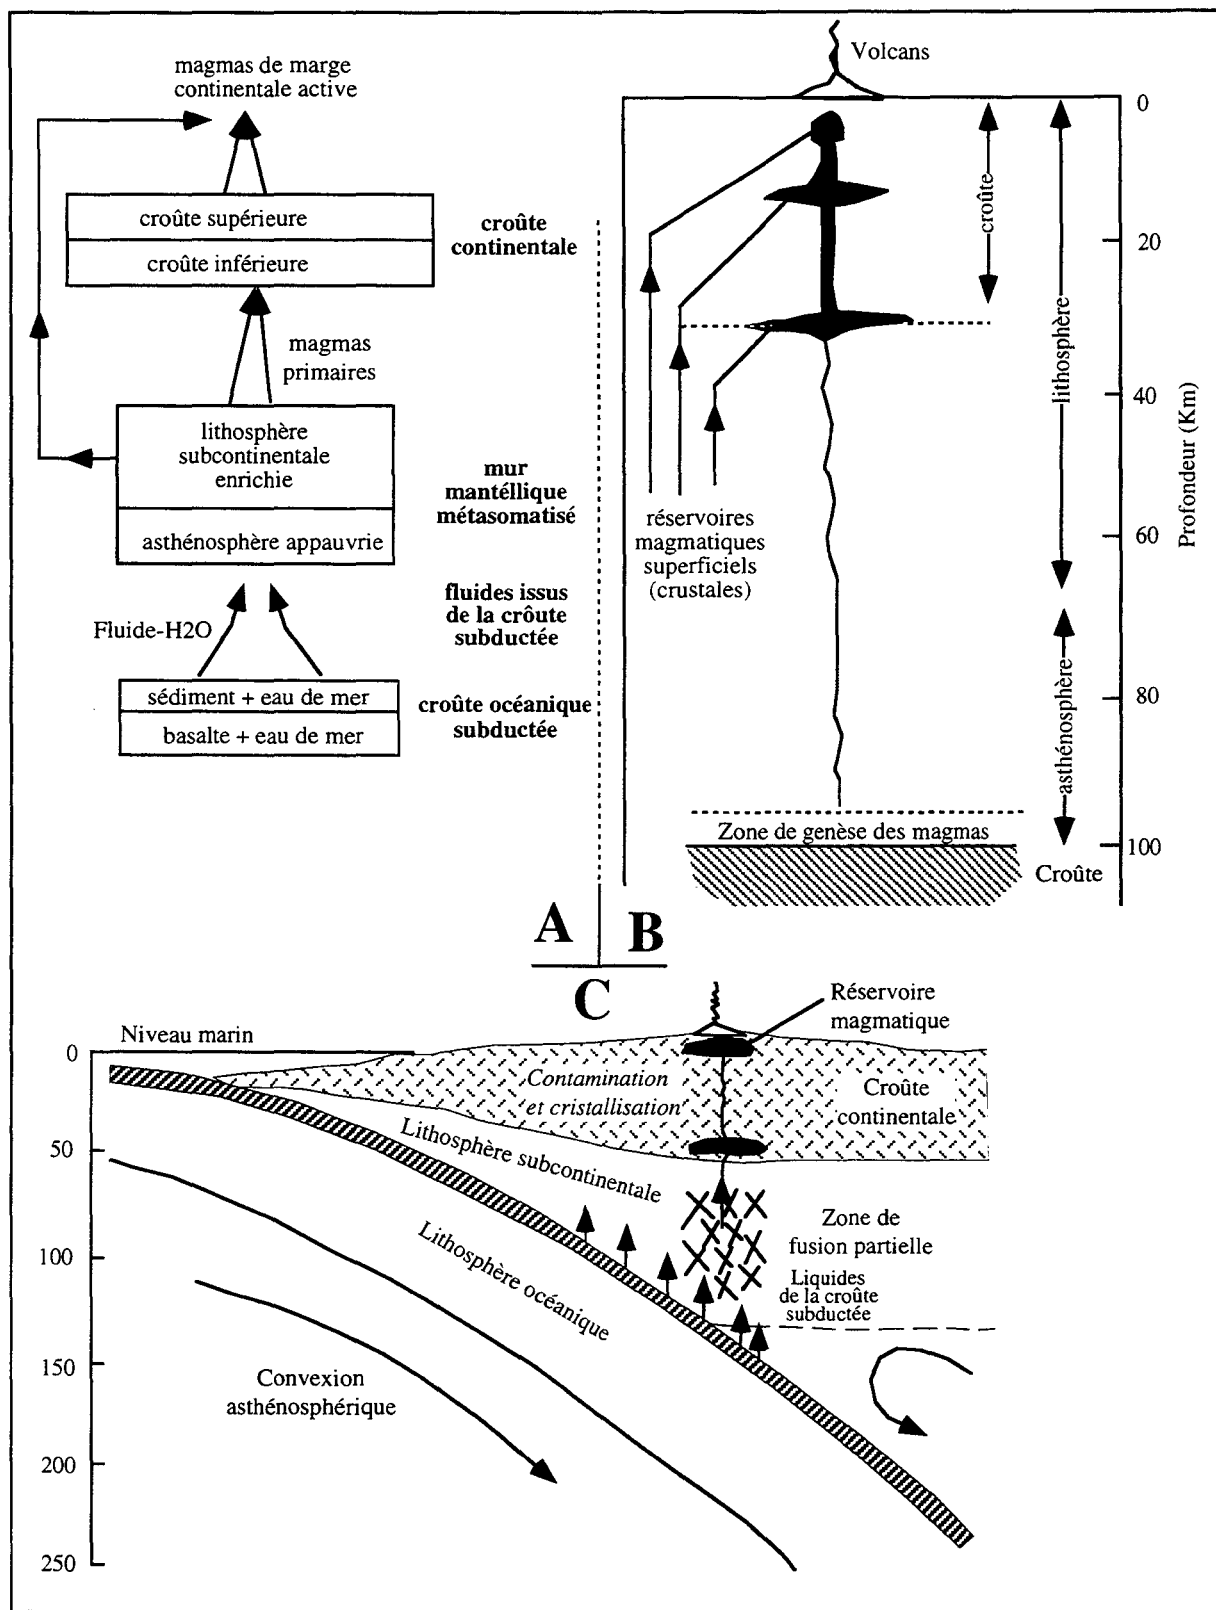 magmas de marge
continentale active
croûte supérieure
croûte inférieure
croûte
continentale
magmas
primaires
lithosphère
subcontinentale
enrichie
asthénosphère appauvrie
mur
mantéllique
métasomatisé
fluides issus
de la crôute
subductée
Fluide-H2O
sédiment + eau de mer
basalte + eau de mer
croûte océanique
subductée
A
Volcans
0
20
40
60
80
100
croûte
lithosphère
asthénosphère
Profondeur (Km)
réservoires
magmatiques
superficiels
(crustales)
Zone de genèse des magmas
Croûte
B
C
Niveau marin
0
50
100
150
200
250
Réservoire
magmatique
Contamination
et cristallisation
Croûte
continentale
Lithosphère subcontinentale
Lithosphère océanique
Zone de
fusion partielle
Liquides
de la croûte
subductée
Convexion
asthénosphérique